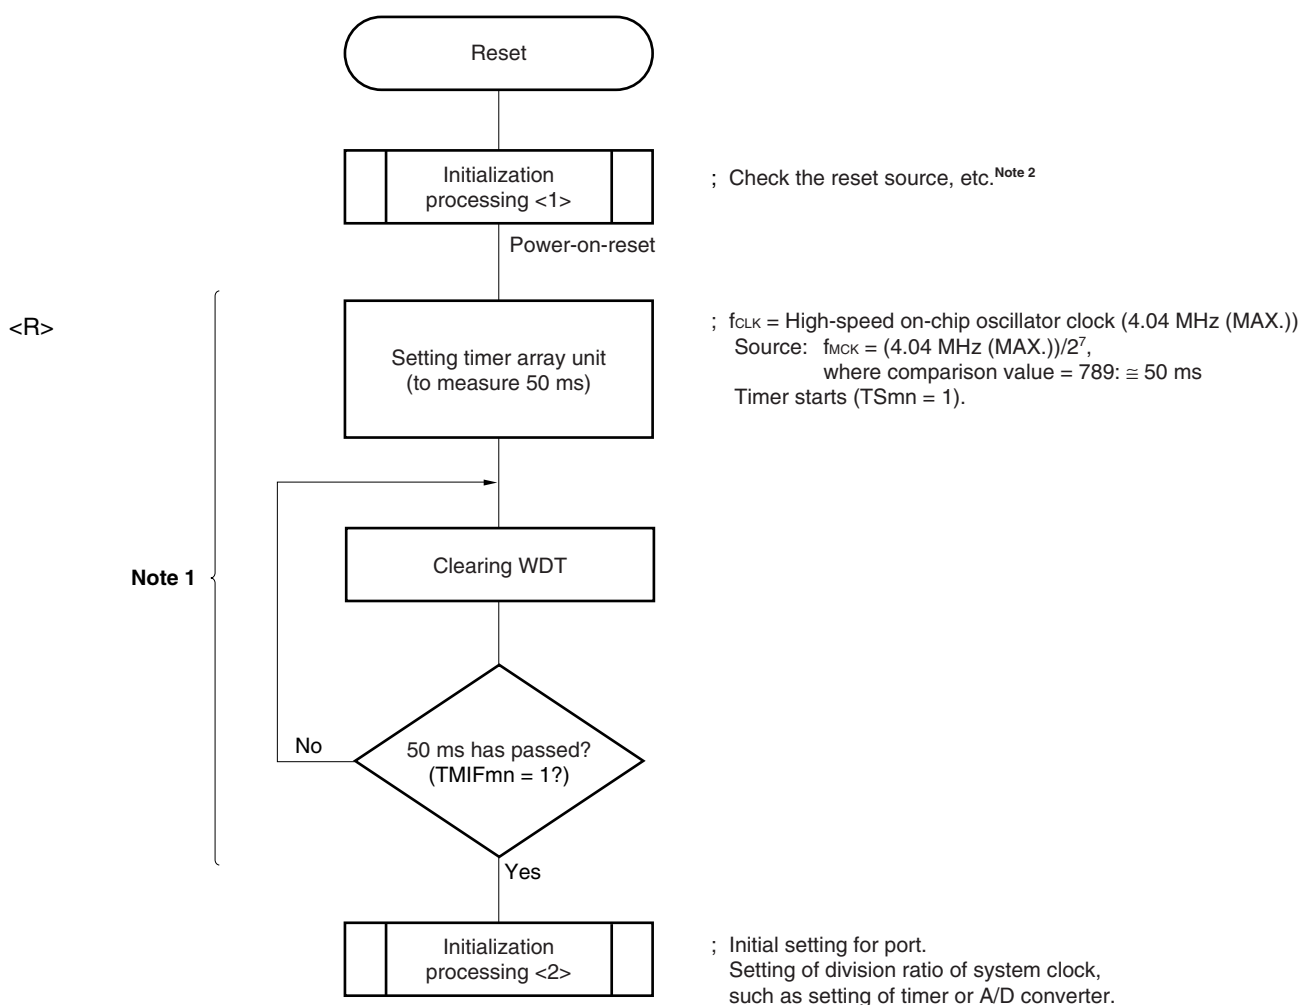 Reset
Initialization
processing <1>
; Check the reset source, etc.Note 2
Power-on-reset
<R>
Setting timer array unit
(to measure 50 ms)
; fCLK = High-speed on-chip oscillator clock (4.04 MHz (MAX.))
Source: fMCK = (4.04 MHz (MAX.))/2⁷,
where comparison value = 789: ≅ 50 ms
Timer starts (TSmn = 1).
Note 1
Clearing WDT
No
50 ms has passed?
(TMIFmn = 1?)
Yes
Initialization
processing <2>
; Initial setting for port.
Setting of division ratio of system clock,
such as setting of timer or A/D converter.